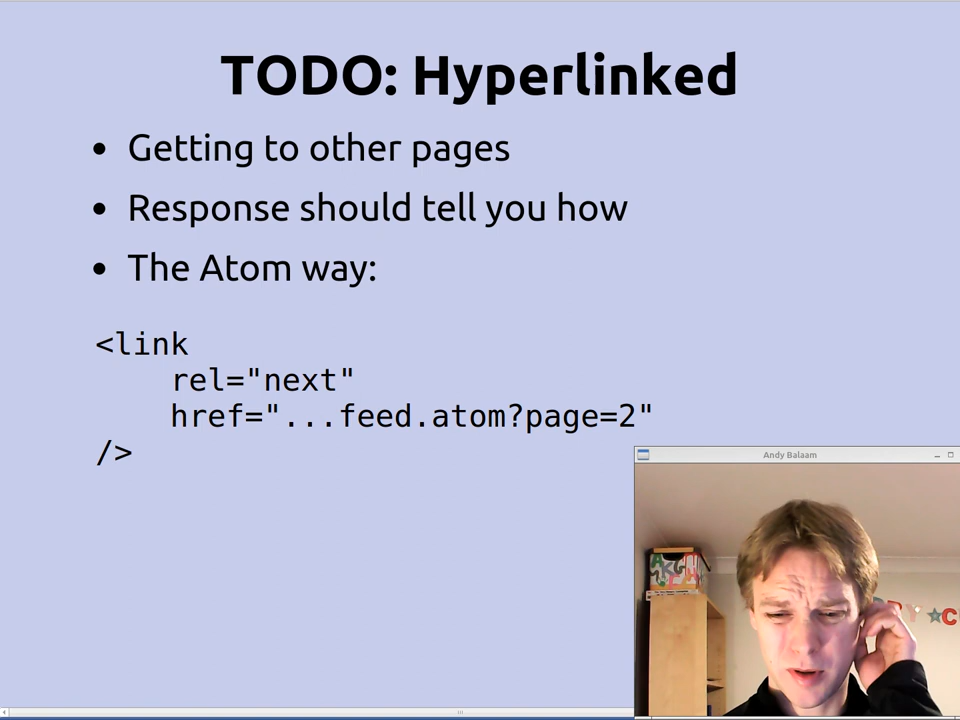 TODO: Hyperlinked
• Getting to other pages
• Response should tell you how
• The Atom way:
<link
    rel="next"
    href="...feed.atom?page=2"
/>
Andy Balaam